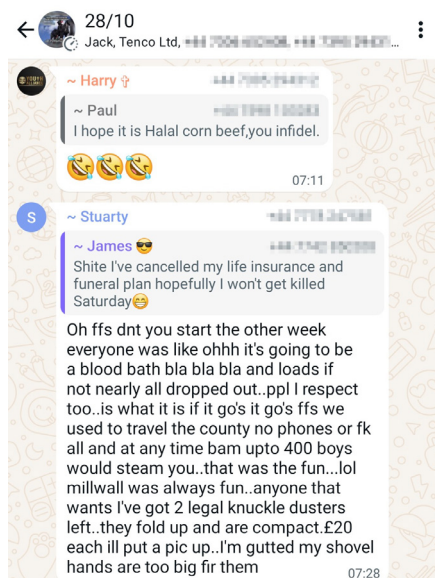 28/10
Jack, Tenco Ltd,
~ Harry ✞
~ Paul
I hope it is Halal corn beef,you infidel.
🤣🤣🤣
07:11
S
~ Stuarty
~ James 😎
Shite I've cancelled my life insurance and
funeral plan hopefully I won't get killed
Saturday😁
Oh ffs dnt you start the other week
everyone was like ohhh it's going to be
a blood bath bla bla bla and loads if
not nearly all dropped out..ppl I respect
too..is what it is if it go's it go's ffs we
used to travel the county no phones or fk
all and at any time bam upto 400 boys
would steam you..that was the fun...lol
millwall was always fun..anyone that
wants I've got 2 legal knuckle dusters
left..they fold up and are compact.£20
each ill put a pic up..I'm gutted my shovel
hands are too big fir them
07:28